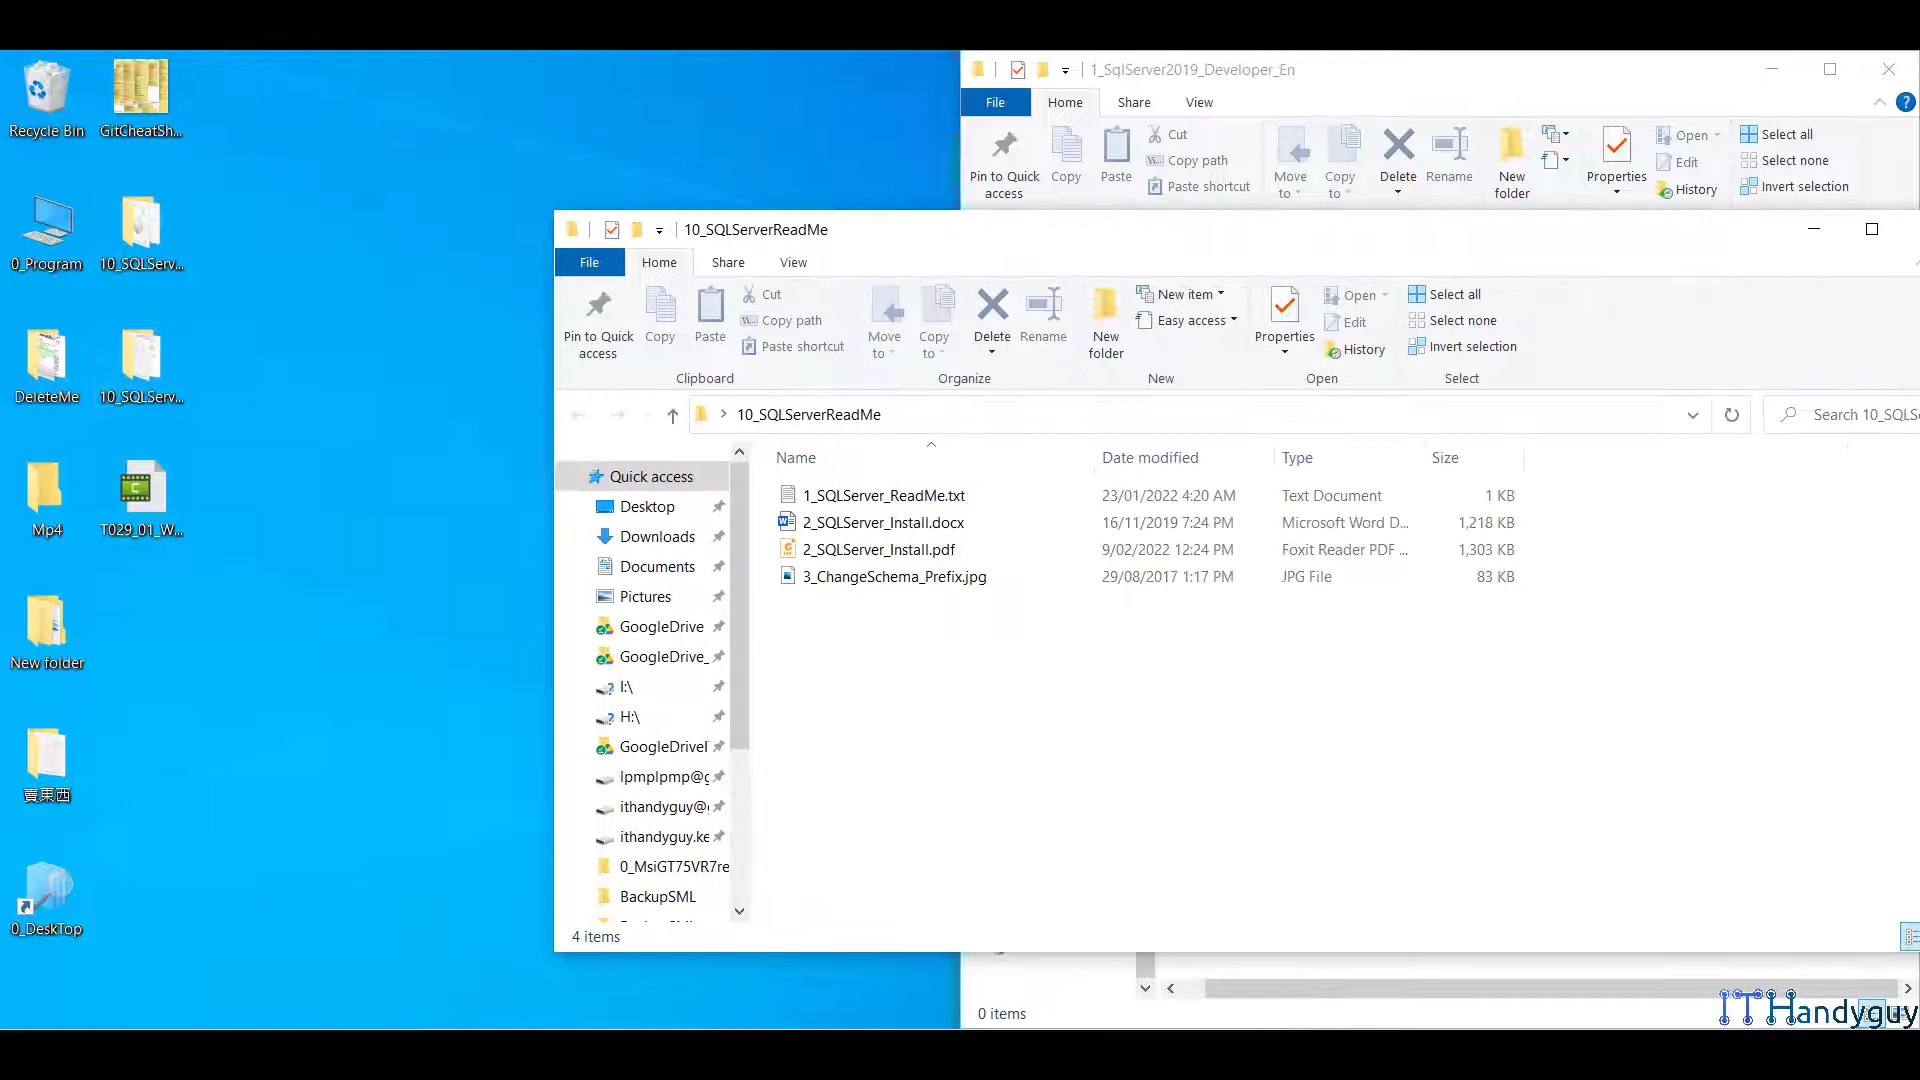 Recycle Bin
GitCheatSh...
0_Program
10_SQLServ...
DeleteMe
10_SQLServ...
Mp4
T029_01_W...
New folder
賣東西
0_DeskTop
1_SqlServer2019_Developer_En
File Home Share View
Pin to Quick access
Copy
Paste
Cut
Copy path
Paste shortcut
Move to
Copy to
Delete
Rename
New folder
Properties
Open
Edit
History
Select all
Select none
Invert selection
10_SQLServerReadMe
File Home Share View
Pin to Quick access
Copy
Paste
Cut
Copy path
Paste shortcut
Clipboard
Move to
Copy to
Delete
Rename
Organize
New folder
New item
Easy access
New
Properties
Open
Edit
History
Open
Select all
Select none
Invert selection
Select
10_SQLServerReadMe
Search 10_SQLS
Quick access
Desktop
Downloads
Documents
Pictures
GoogleDrive
GoogleDrive_
I:\
H:\
GoogleDriveI
lpmplpmp@g
ithandyguy@g
ithandyguy.ke
0_MsiGT75VR7re
BackupSML
Name Date modified Type Size
1_SQLServer_ReadMe.txt 23/01/2022 4:20 AM Text Document 1 KB
2_SQLServer_Install.docx 16/11/2019 7:24 PM Microsoft Word D... 1,218 KB
2_SQLServer_Install.pdf 9/02/2022 12:24 PM Foxit Reader PDF ... 1,303 KB
3_ChangeSchema_Prefix.jpg 29/08/2017 1:17 PM JPG File 83 KB
4 items
0 items
ITHandyguy